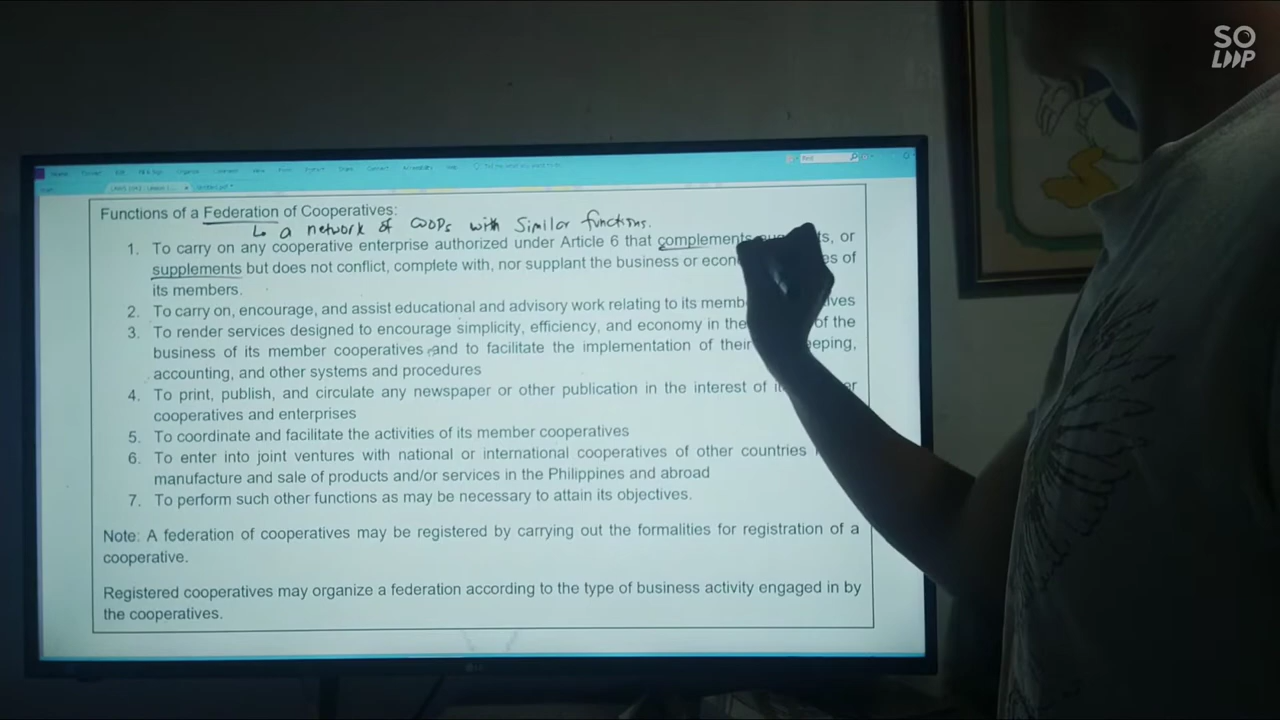 SO
LOOP
Find
Functions of a Federation of Cooperatives:
↳ a network of COOPs with similar functions.
1. To carry on any cooperative enterprise authorized under Article 6 that complements, or
supplements but does not conflict, complete with, nor supplant the business or of
its members.
2. To carry on, encourage, and assist educational and advisory work relating to its
3. To render services designed to encourage simplicity, efficiency, and economy in the of the
business of its member cooperatives and to facilitate the implementation of their
accounting, and other systems and procedures
4. To print, publish, and circulate any newspaper or other publication in the interest of
cooperatives and enterprises
5. To coordinate and facilitate the activities of its member cooperatives
6. To enter into joint ventures with national or international cooperatives of other countries
manufacture and sale of products and/or services in the Philippines and abroad
7. To perform such other functions as may be necessary to attain its objectives.
Note: A federation of cooperatives may be registered by carrying out the formalities for registration of a
cooperative.
Registered cooperatives may organize a federation according to the type of business activity engaged in by
the cooperatives.
LG